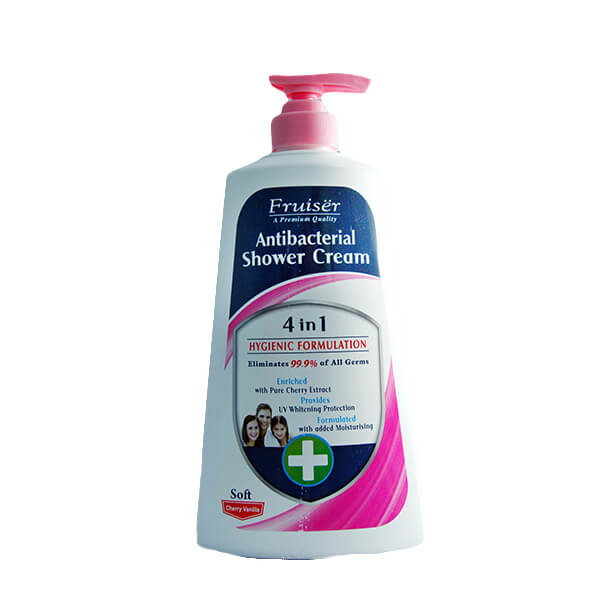 Fruisër
A Premium Quality
Antibacterial
Shower Cream
4 in 1
HYGIENIC FORMULATION
Eliminates 99.9% of All Germs
Enriched
with Pure Cherry Extract
Provides
UV Whitening Protection
Formulated
with added Moisturising
Soft
Cherry Vanilla